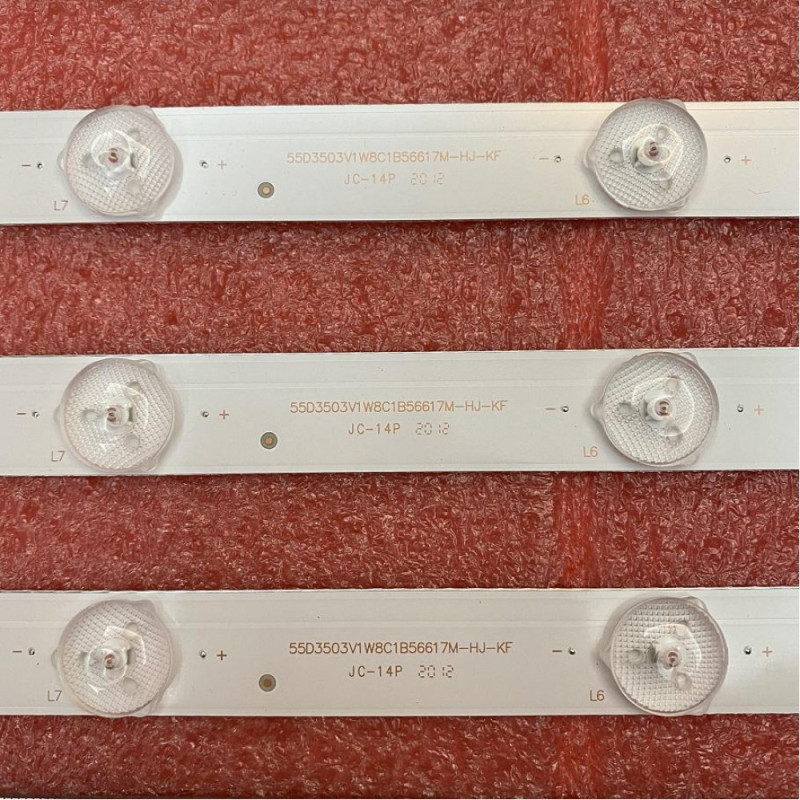 55D3503V1W8C1B56617M-HJ-KF
- + - +
JC-14P 2012
L7 L6
55D3503V1W8C1B56617M-HJ-KF
- + - +
JC-14P 2012
L7 L6
55D3503V1W8C1B56617M-HJ-KF
- + - +
JC-14P 2012
L7 L6